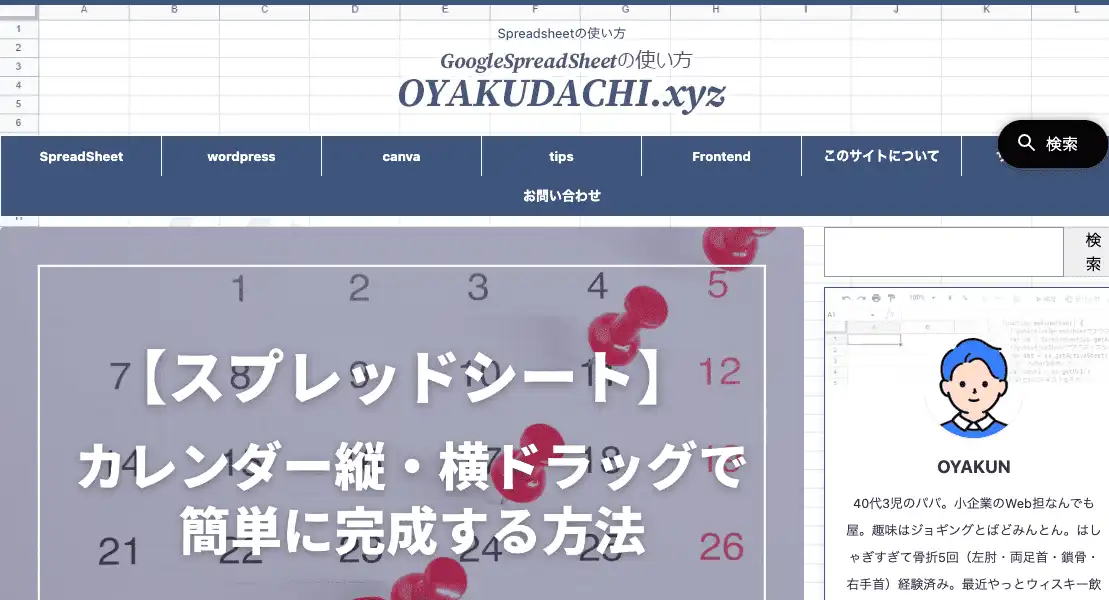 A B C D E F G H I J K L
1
2
3
4
5
6
Spreadsheetの使い方
GoogleSpreadSheetの使い方
OYAKUDACHI.xyz
検索
SpreadSheet wordpress canva tips Frontend このサイトについて
お問い合わせ
検
索
1 2 3 4 5
7 8 9 10 11 12
【スプレッドシート】
カレンダー縦・横ドラッグで
簡単に完成する方法
14 18
21 22 23 24 25 26
OYAKUN
40代3児のパパ。小企業のWeb担なんでも
屋。趣味はジョギングとばどみんとん。はし
ゃぎすぎて骨折5回（左肘・両足首・鎖骨・
右手首）経験済み。最近やっとウィスキー飲